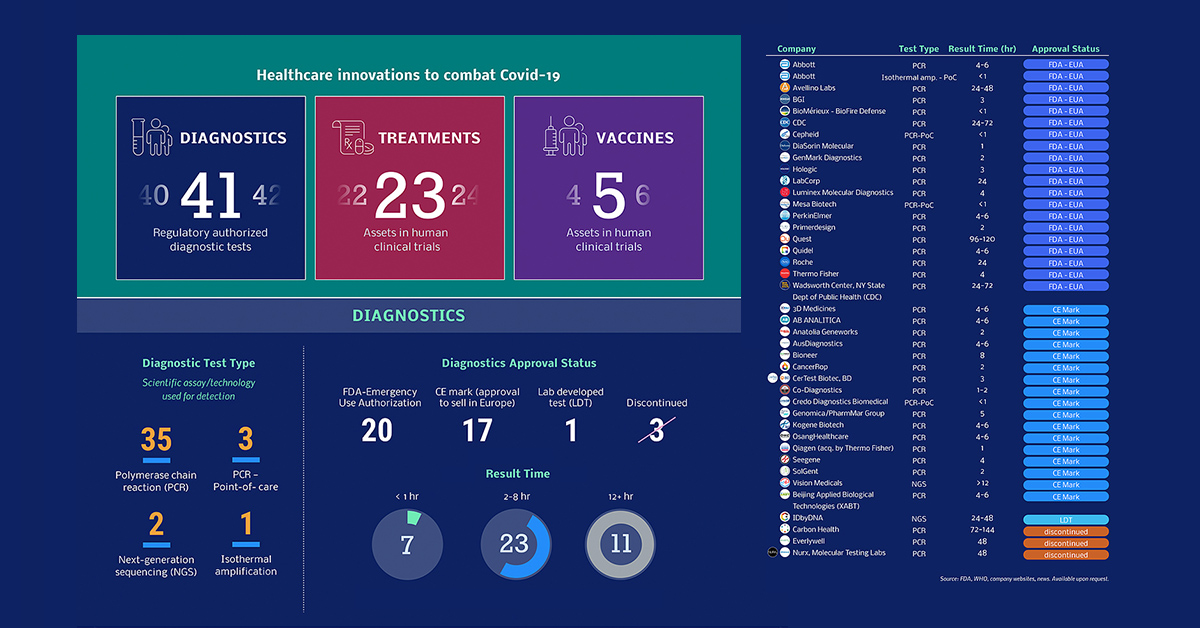 Healthcare innovations to combat Covid-19
DIAGNOSTICS
40 41 42
Regulatory authorized
diagnostic tests
TREATMENTS
22 23 24
Assets in human
clinical trials
VACCINES
4 5 6
Assets in human
clinical trials
DIAGNOSTICS
Diagnostic Test Type
Scientific assay/technology
used for detection
35
Polymerase chain
reaction (PCR)
3
PCR –
Point-of- care
2
Next-generation
sequencing (NGS)
1
Isothermal
amplification
Diagnostics Approval Status
FDA-Emergency
Use Authorization
20
CE mark (approval
to sell in Europe)
17
Lab developed
test (LDT)
1
Discontinued
3
Result Time
< 1 hr
7
2-8 hr
23
12+ hr
11
Company Test Type Result Time (hr) Approval Status
Abbott PCR 4-6 FDA - EUA
Abbott Isothermal amp. - PoC <1 FDA - EUA
Avellino Labs PCR 24-48 FDA - EUA
BGI PCR 3 FDA - EUA
BioMérieux - BioFire Defense PCR <1 FDA - EUA
CDC PCR 24-72 FDA - EUA
Cepheid PCR-PoC <1 FDA - EUA
DiaSorin Molecular PCR 1 FDA - EUA
GenMark Diagnostics PCR 2 FDA - EUA
Hologic PCR 3 FDA - EUA
LabCorp PCR 24 FDA - EUA
Luminex Molecular Diagnostics PCR 4 FDA - EUA
Mesa Biotech PCR-PoC <1 FDA - EUA
PerkinElmer PCR 4-6 FDA - EUA
Primerdesign PCR 2 FDA - EUA
Quest PCR 96-120 FDA - EUA
Quidel PCR 4-6 FDA - EUA
Roche PCR 24 FDA - EUA
Thermo Fisher PCR 4 FDA - EUA
Wadsworth Center, NY State PCR 24-72 FDA - EUA
Dept of Public Health (CDC)
3D Medicines PCR 4-6 CE Mark
AB ANALITICA PCR 4-6 CE Mark
Anatolia Geneworks PCR 2 CE Mark
AusDiagnostics PCR 4-6 CE Mark
Bioneer PCR 8 CE Mark
CancerRop PCR 2 CE Mark
CerTest Biotec, BD PCR 3 CE Mark
Co-Diagnostics PCR 1-2 CE Mark
Credo Diagnostics Biomedical PCR-PoC <1 CE Mark
Genomica/PharmMar Group PCR 5 CE Mark
Kogene Biotech PCR 4-6 CE Mark
OsangHealthcare PCR 4-6 CE Mark
Qiagen (acq. by Thermo Fisher) PCR 1 CE Mark
Seegene PCR 4 CE Mark
SolGent PCR 2 CE Mark
Vision Medicals NGS >12 CE Mark
Beijing Applied Biological PCR 4-6 CE Mark
Technologies (XABT)
IDbyDNA NGS 24-48 LDT
Carbon Health PCR 72-144 discontinued
Everlywell PCR 48 discontinued
Nurx, Molecular Testing Labs PCR 48 discontinued
Source: FDA, WHO, company websites, news. Available upon request.